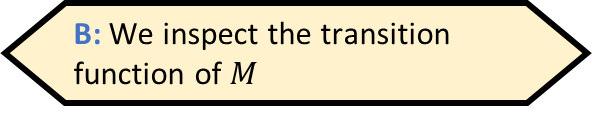 B: We inspect the transition
function of M